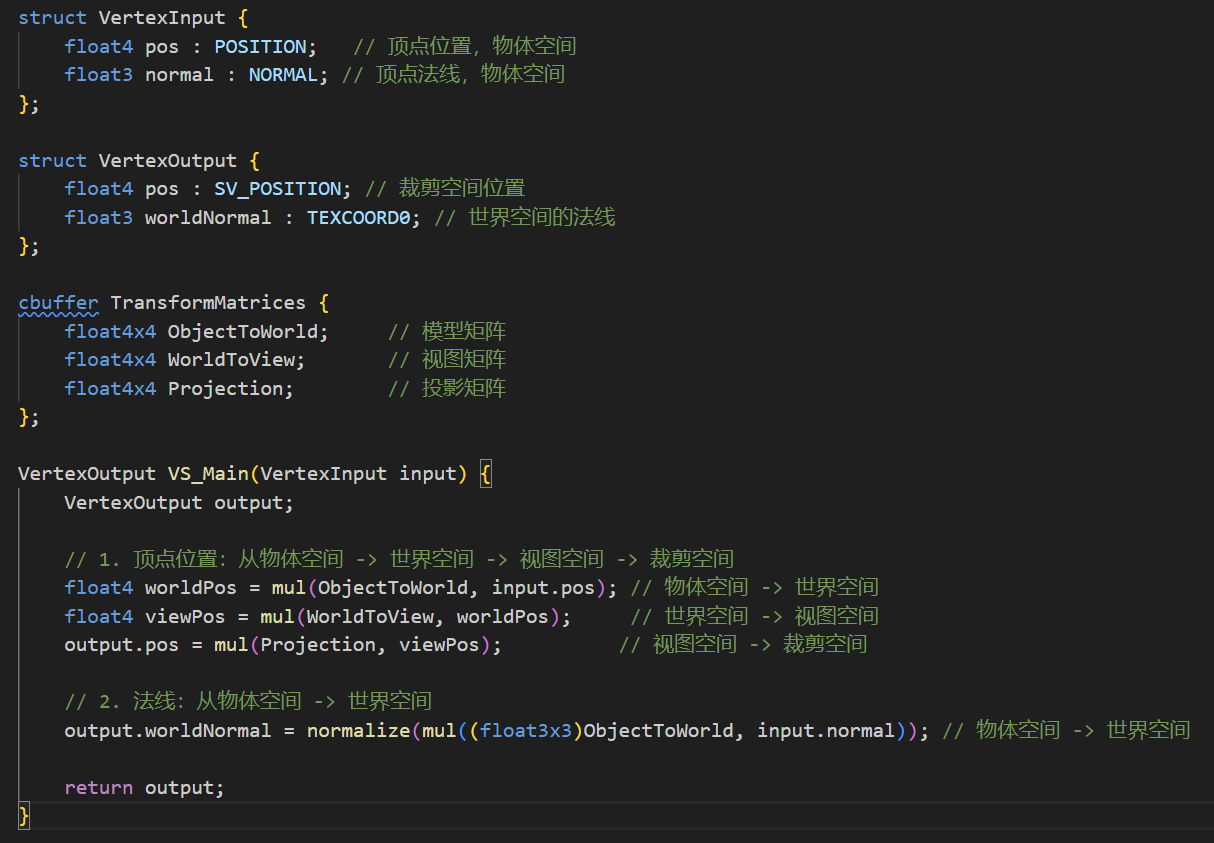 struct VertexInput {
    float4 pos : POSITION;   // 顶点位置，物体空间
    float3 normal : NORMAL; // 顶点法线，物体空间
};

struct VertexOutput {
    float4 pos : SV_POSITION; // 裁剪空间位置
    float3 worldNormal : TEXCOORD0; // 世界空间的法线
};

cbuffer TransformMatrices {
    float4x4 ObjectToWorld;     // 模型矩阵
    float4x4 WorldToView;       // 视图矩阵
    float4x4 Projection;        // 投影矩阵
};

VertexOutput VS_Main(VertexInput input) {
    VertexOutput output;

    // 1. 顶点位置：从物体空间 -> 世界空间 -> 视图空间 -> 裁剪空间
    float4 worldPos = mul(ObjectToWorld, input.pos); // 物体空间 -> 世界空间
    float4 viewPos = mul(WorldToView, worldPos);     // 世界空间 -> 视图空间
    output.pos = mul(Projection, viewPos);          // 视图空间 -> 裁剪空间

    // 2. 法线：从物体空间 -> 世界空间
    output.worldNormal = normalize(mul((float3x3)ObjectToWorld, input.normal)); // 物体空间 -> 世界空间

    return output;
}